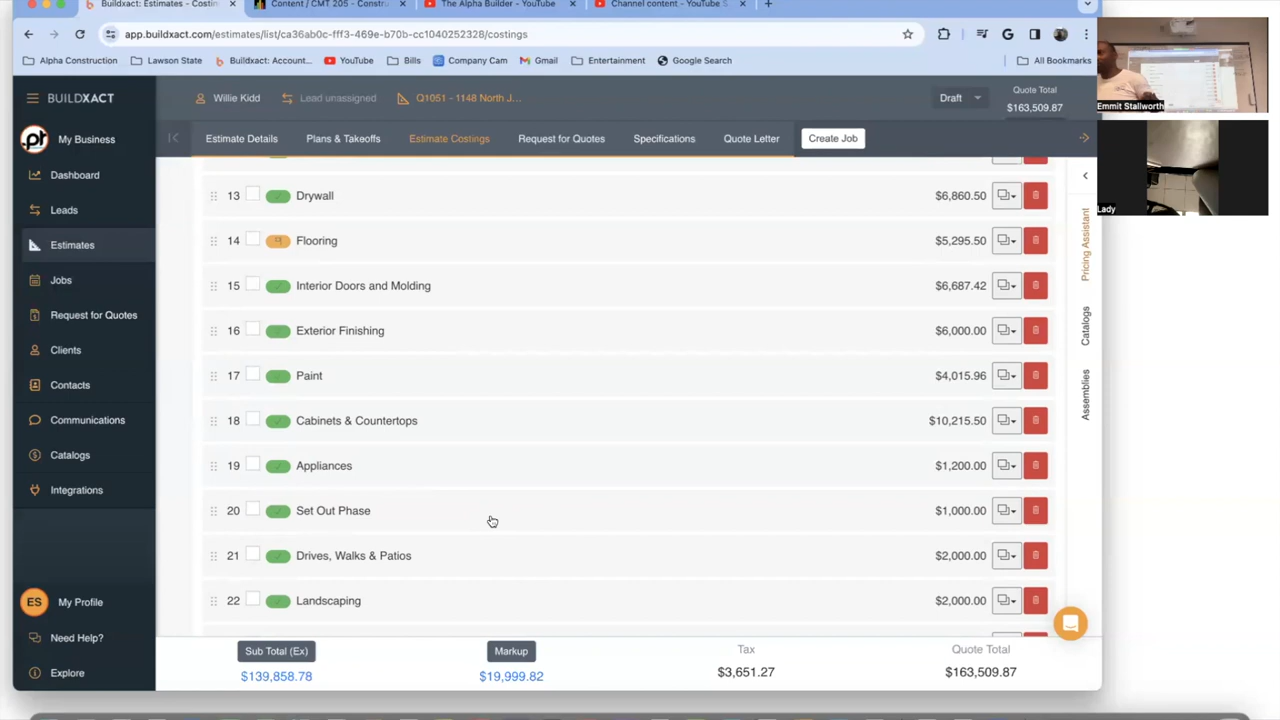 Buildxact: Estimates - Costin
Content / CMT 205 - Constru
The Alpha Builder - YouTube
Channel content - YouTube S
app.buildxact.com/estimates/list/ca36ab0c-fff3-469e-b70b-cc1040252328/costings
Alpha Construction
Lawson State
Buildxact: Account...
YouTube
Bills
Company Cam
Gmail
Entertainment
Google Search
All Bookmarks
Emmit Stallworth
Lady
BUILDXACT
Willie Kidd
Lead unassigned
Q1051 - 1148 North J...
Draft
Quote Total
$163,509.87
My Business
Estimate Details
Plans & Takeoffs
Estimate Costings
Request for Quotes
Specifications
Quote Letter
Create Job
Dashboard
Leads
Estimates
Jobs
Request for Quotes
Clients
Contacts
Communications
Catalogs
Integrations
ES My Profile
Need Help?
Explore
13 Drywall $6,860.50
14 Flooring $5,295.50
15 Interior Doors and Molding $6,687.42
16 Exterior Finishing $6,000.00
17 Paint $4,015.96
18 Cabinets & Countertops $10,215.50
19 Appliances $1,200.00
20 Set Out Phase $1,000.00
21 Drives, Walks & Patios $2,000.00
22 Landscaping $2,000.00
Pricing Assistant
Catalogs
Assemblies
Sub Total (Ex) Markup Tax Quote Total
$139,858.78 $19,999.82 $3,651.27 $163,509.87